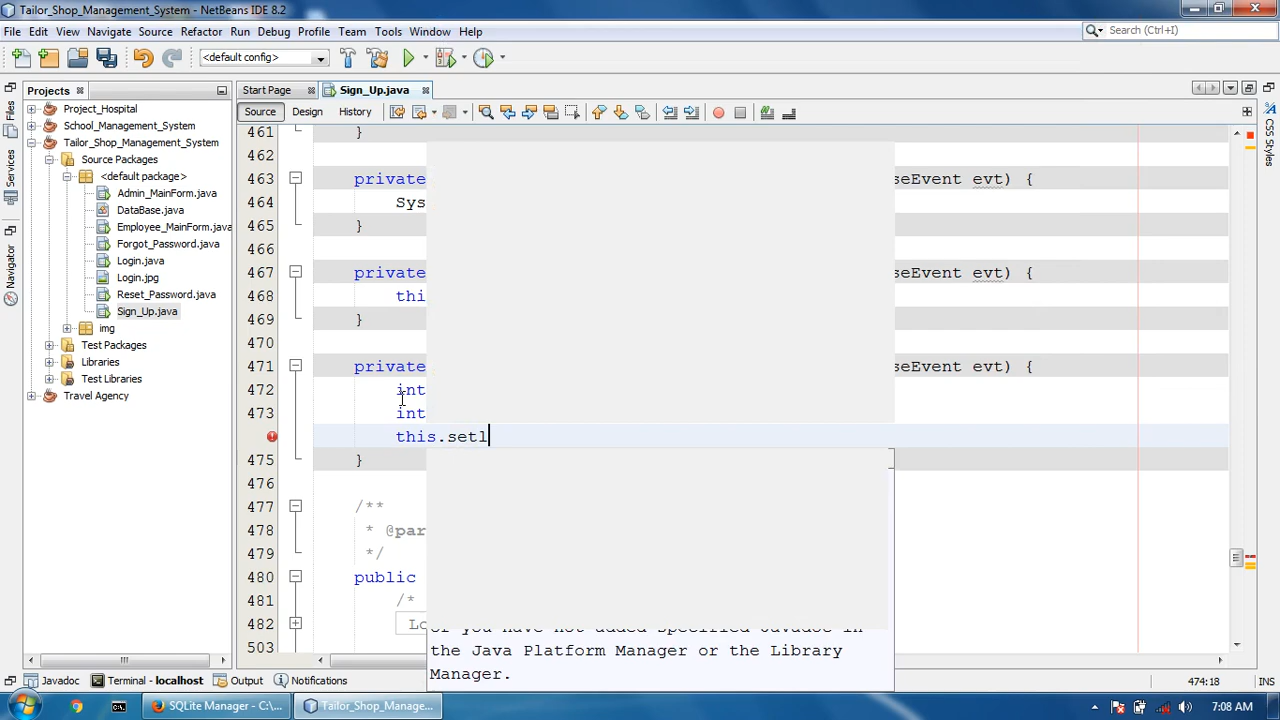 Tailor_Shop_Management_System - NetBeans IDE 8.2
File Edit View Navigate Source Refactor Run Debug Profile Team Tools Window Help
Search (Ctrl+I)
<default config>
Projects
Start Page
Sign_Up.java
Source Design History
Files
Services
Navigator
CSS Styles
Project_Hospital
School_Management_System
Tailor_Shop_Management_System
Source Packages
<default package>
Admin_MainForm.java
DataBase.java
Employee_MainForm.java
Forgot_Password.java
Login.java
Login.jpg
Reset_Password.java
Sign_Up.java
img
Test Packages
Libraries
Test Libraries
Travel Agency
461 }
462
463 private seEvent evt) {
464 Sys
465 }
466
467 private seEvent evt) {
468 thi
469 }
470
471 private seEvent evt) {
472 int
473 int
this.setl
475 }
476
477 /**
478 * @par
479 */
480 public
481 /*
482 Lo
503
the Java Platform Manager or the Library
Manager.
Javadoc Terminal - localhost Output Notifications
474:18 INS
SQLite Manager - C:\...
Tailor_Shop_Manage...
7:08 AM